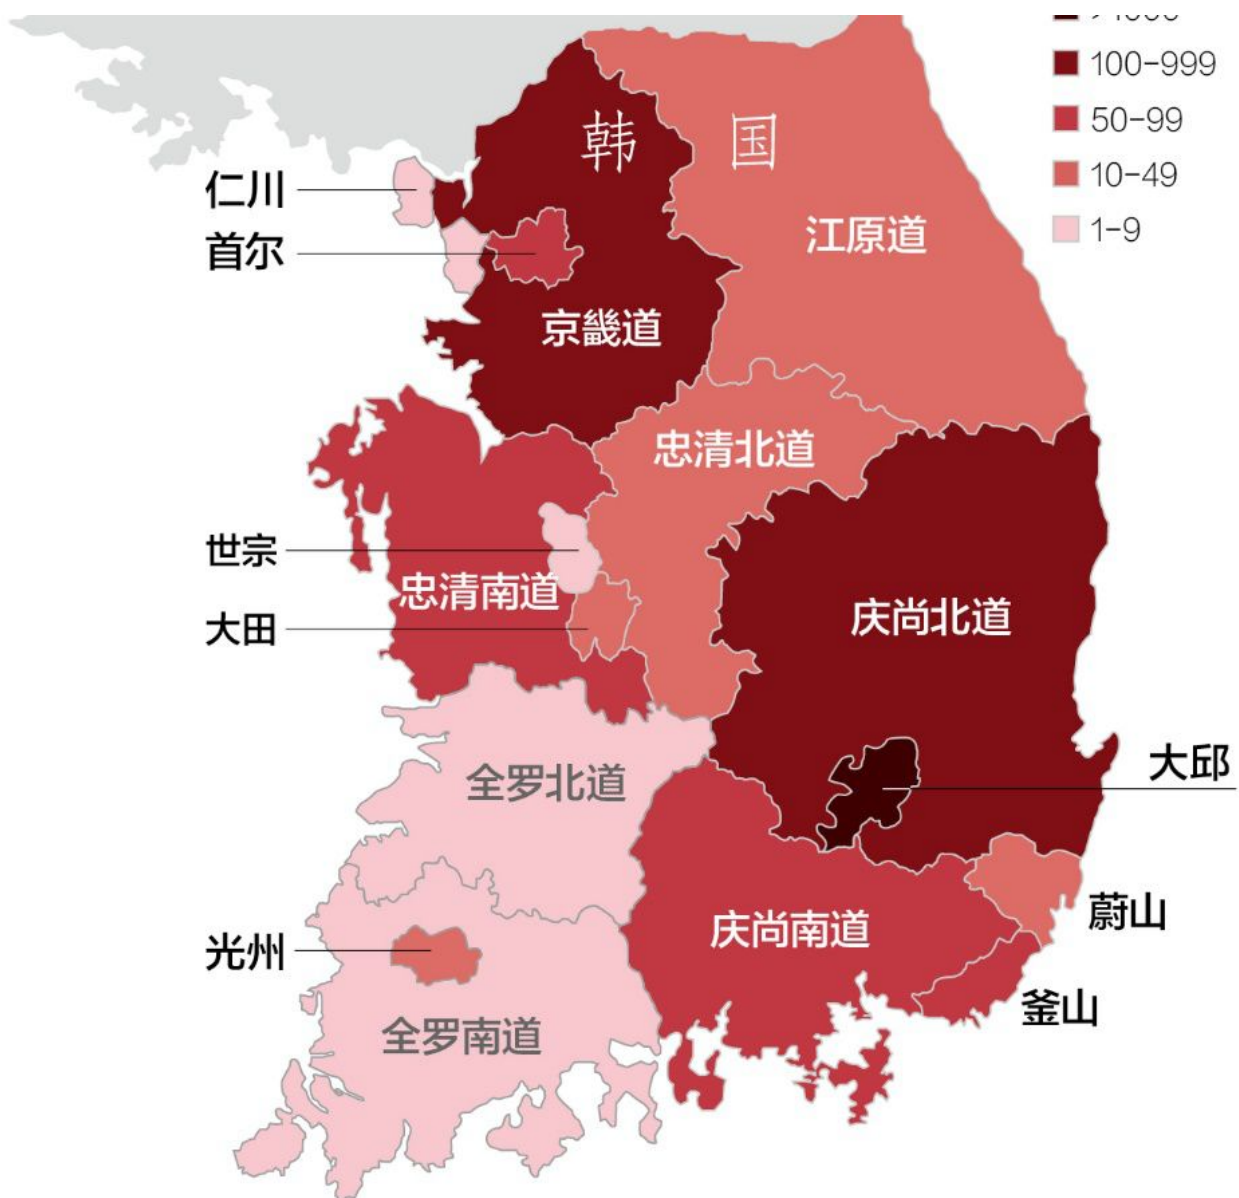 100-999
韩 国
50-99
10-49
仁川
1-9
江原道
首尔
京畿道
忠清北道
世宗
忠清南道
庆尚北道
大田
大邱
全罗北道
蔚山
庆尚南道
光州
釜山
全罗南道